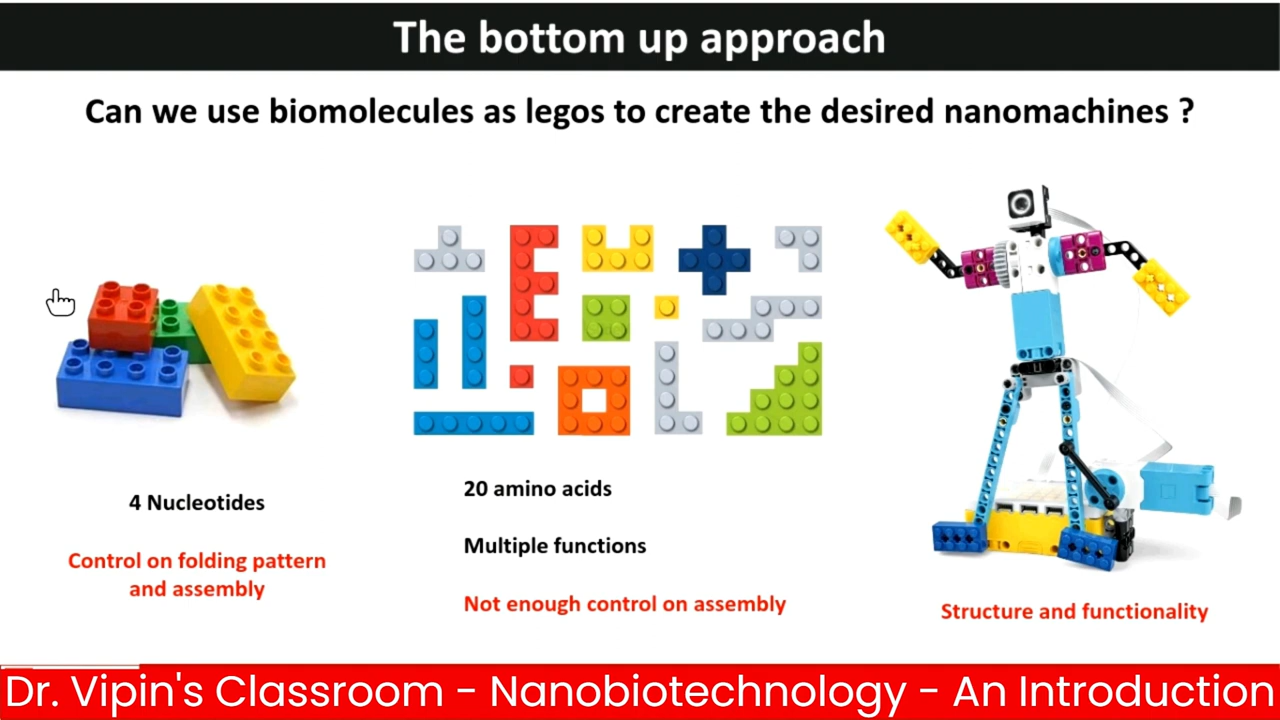 The bottom up approach
Can we use biomolecules as legos to create the desired nanomachines ?
4 Nucleotides
Control on folding pattern
and assembly
20 amino acids
Multiple functions
Not enough control on assembly
Structure and functionality
Dr. Vipin's Classroom - Nanobiotechnology - An Introduction